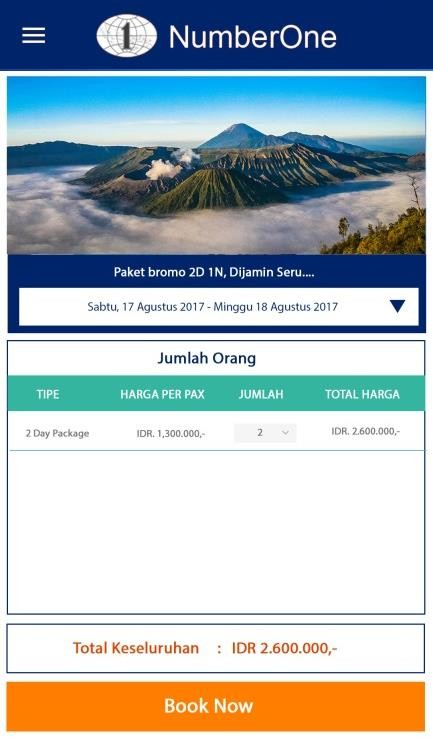 1 NumberOne
Paket bromo 2D 1N, Dijamin Seru....
Sabtu, 17 Agustus 2017 - Minggu 18 Agustus 2017
Jumlah Orang
TIPE HARGA PER PAX JUMLAH TOTAL HARGA
2 Day Package IDR. 1,300.000,- 2 IDR. 2.600.000,-
Total Keseluruhan : IDR 2.600.000,-
Book Now